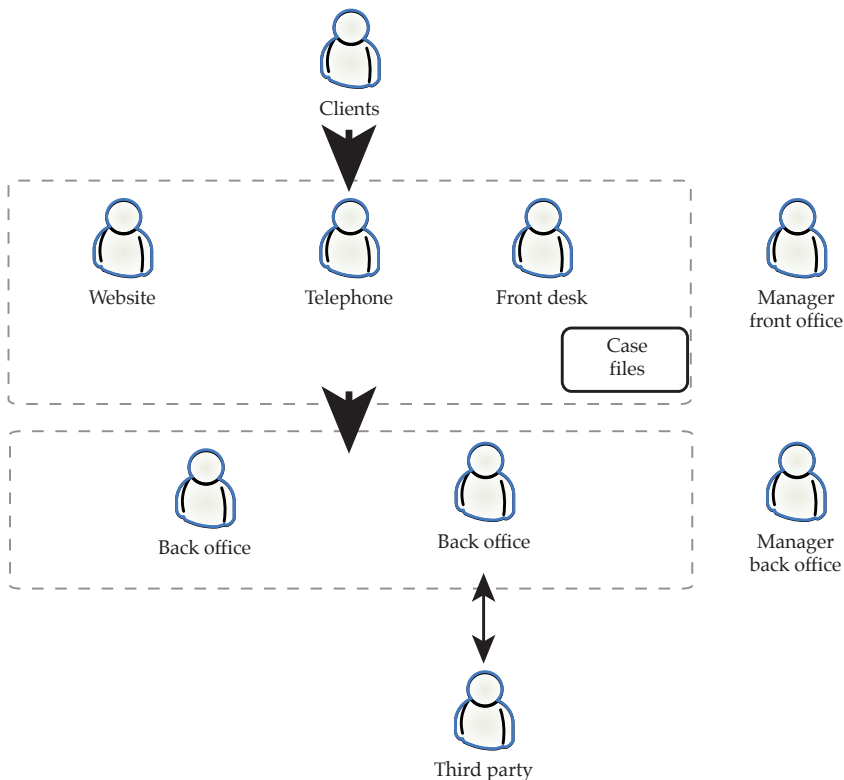 Clients
Website
Telephone
Front desk
Manager
front office
Case
files
Back office
Back office
Manager
back office
Third party